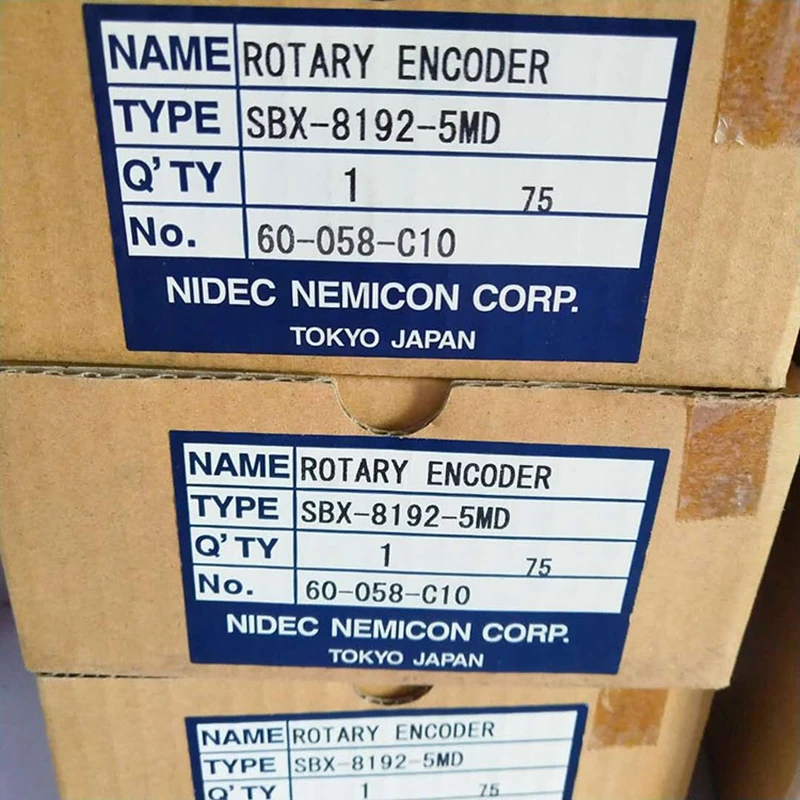 NAME ROTARY ENCODER
TYPE SBX-8192-5MD
Q'TY 1 75
No. 60-058-C10
NIDEC NEMICON CORP.
TOKYO JAPAN
NAME ROTARY ENCODER
TYPE SBX-8192-5MD
Q'TY 1 75
No. 60-058-C10
NIDEC NEMICON CORP.
TOKYO JAPAN
NAME ROTARY ENCODER
TYPE SBX-8192-5MD
Q'TY 1 75